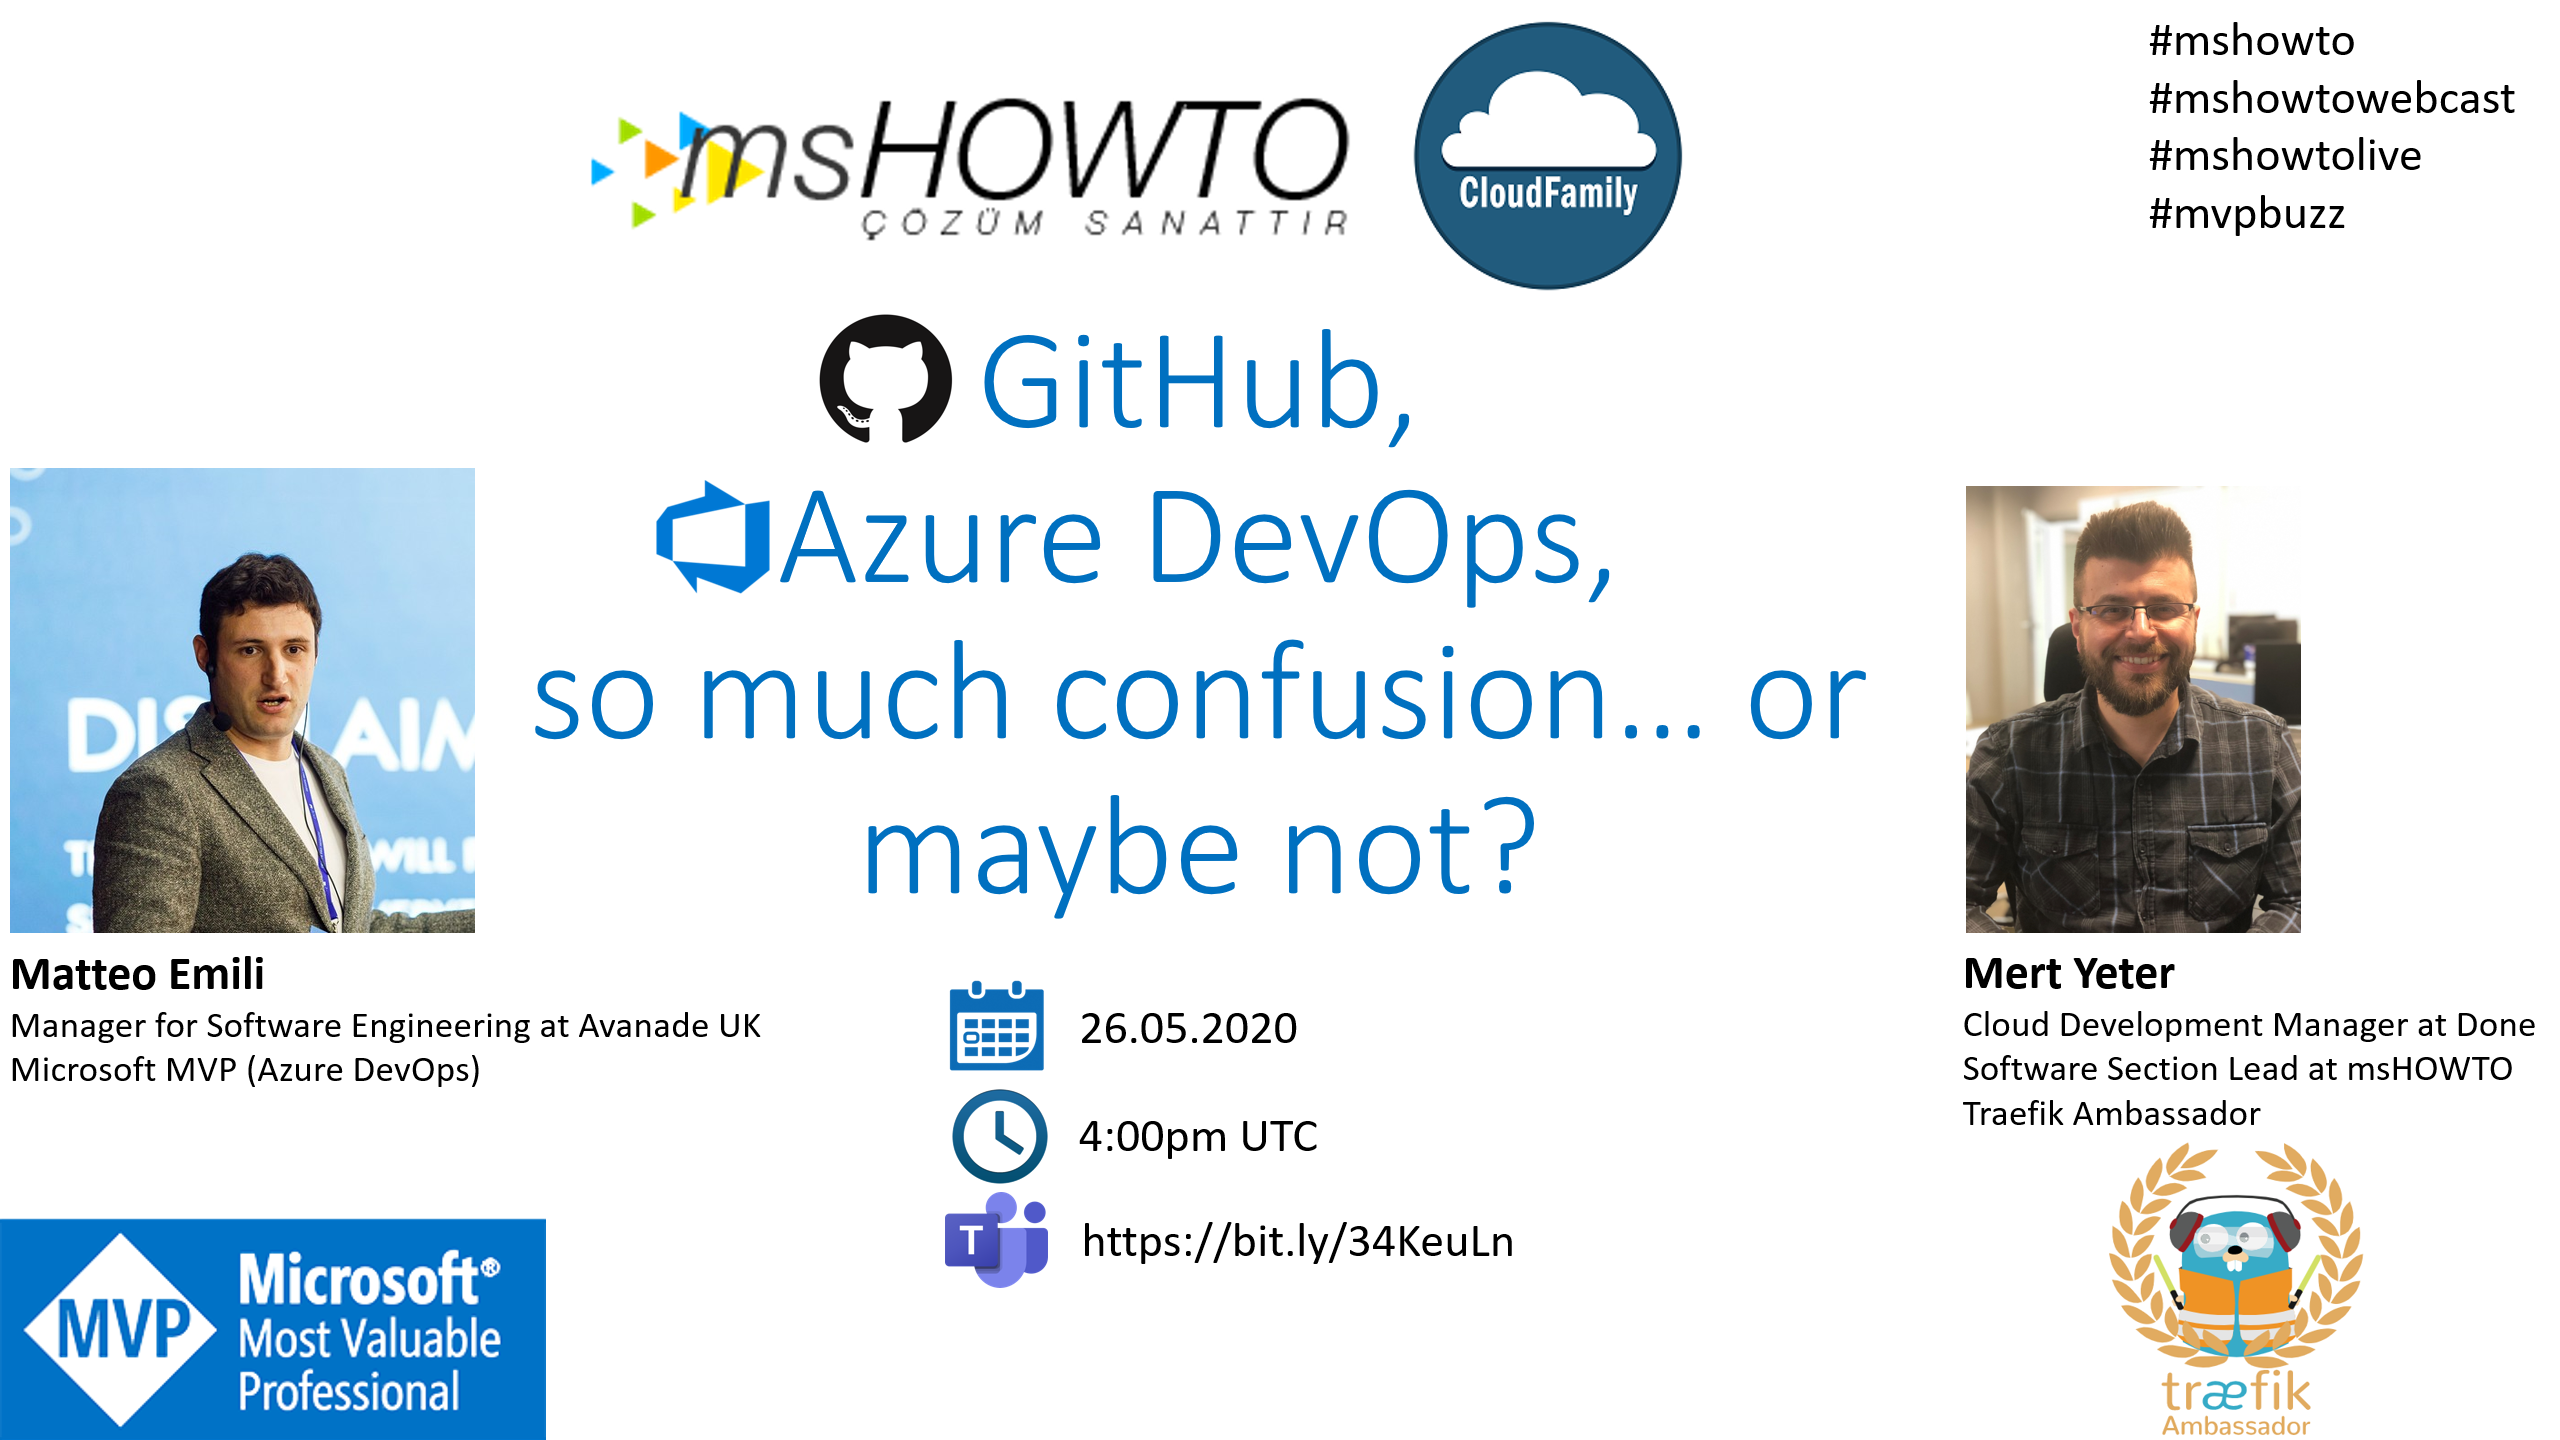 #mshowto
#mshowtowebcast
#mshowtolive
#mvpbuzz
msHOWTO
ÇÖZÜM SANATTIR
CloudFamily
GitHub,
Azure DevOps,
so much confusion... or
maybe not?
Matteo Emili
Manager for Software Engineering at Avanade UK
Microsoft MVP (Azure DevOps)
26.05.2020
4:00pm UTC
T
https://bit.ly/34KeuLn
Mert Yeter
Cloud Development Manager at Done
Software Section Lead at msHOWTO
Traefik Ambassador
MVP
Microsoft®
Most Valuable
Professional
træfik
Ambassador